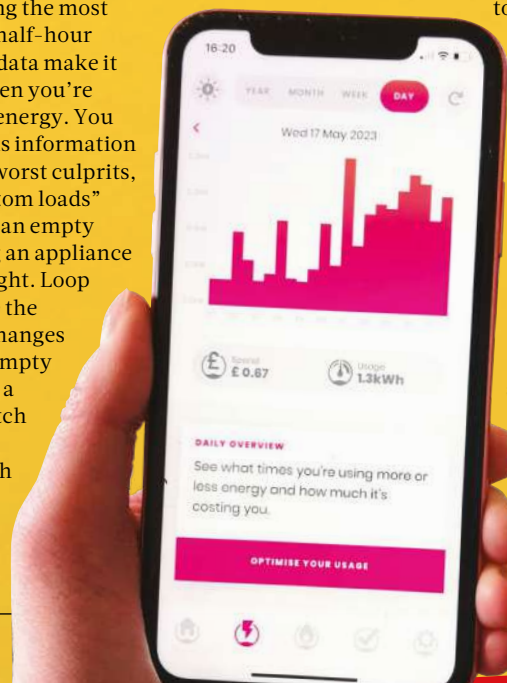 ng the most
half-hour
data make it
en you're
energy. You
s information
worst culprits,
tom loads"
an empty
g an appliance
ght. Loop
the
hanges
mpty
a
tch
h
to
16:20
YEAR MONTH WEEK DAY
Wed 17 May 2023
Spend
£ 0.67
Usage
1.3kWh
DAILY OVERVIEW
See what times you're using more or
less energy and how much it's
costing you.
OPTIMISE YOUR USAGE